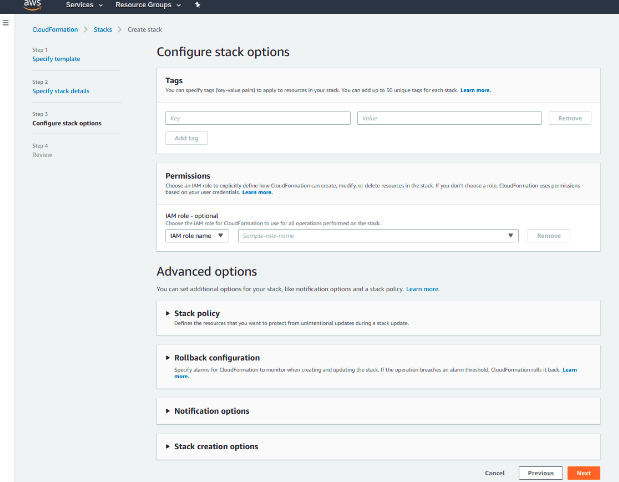 aws
Services
Resource Groups
CloudFormation > Stacks > Create stack
Step 1
Specify template
Step 2
Specify stack details
Step 3
Configure stack options
Step 4
Review
Configure stack options
Tags
You can specify tags (key-value pairs) to apply to resources in your stack. You can add up to 50 unique tags for each stack. Learn more.
Key
Value
Remove
Add tag
Permissions
Choose an IAM role to explicitly define how CloudFormation can create, modify, or delete resources in the stack. If you don't choose a role, CloudFormation uses permissions
based on your user credentials. Learn more.
IAM role - optional
Choose the IAM role for CloudFormation to use for all operations performed on the stack.
IAM role name
Sample-role-name
Remove
Advanced options
You can set additional options for your stack, like notification options and a stack policy. Learn more.
Stack policy
Defines the resources that you want to protect from unintentional updates during a stack update.
Rollback configuration
Specify alarms for CloudFormation to monitor when creating and updating the stack. If the operation breaches an alarm threshold, CloudFormation rolls it back. Learn
more.
Notification options
Stack creation options
Cancel
Previous
Next